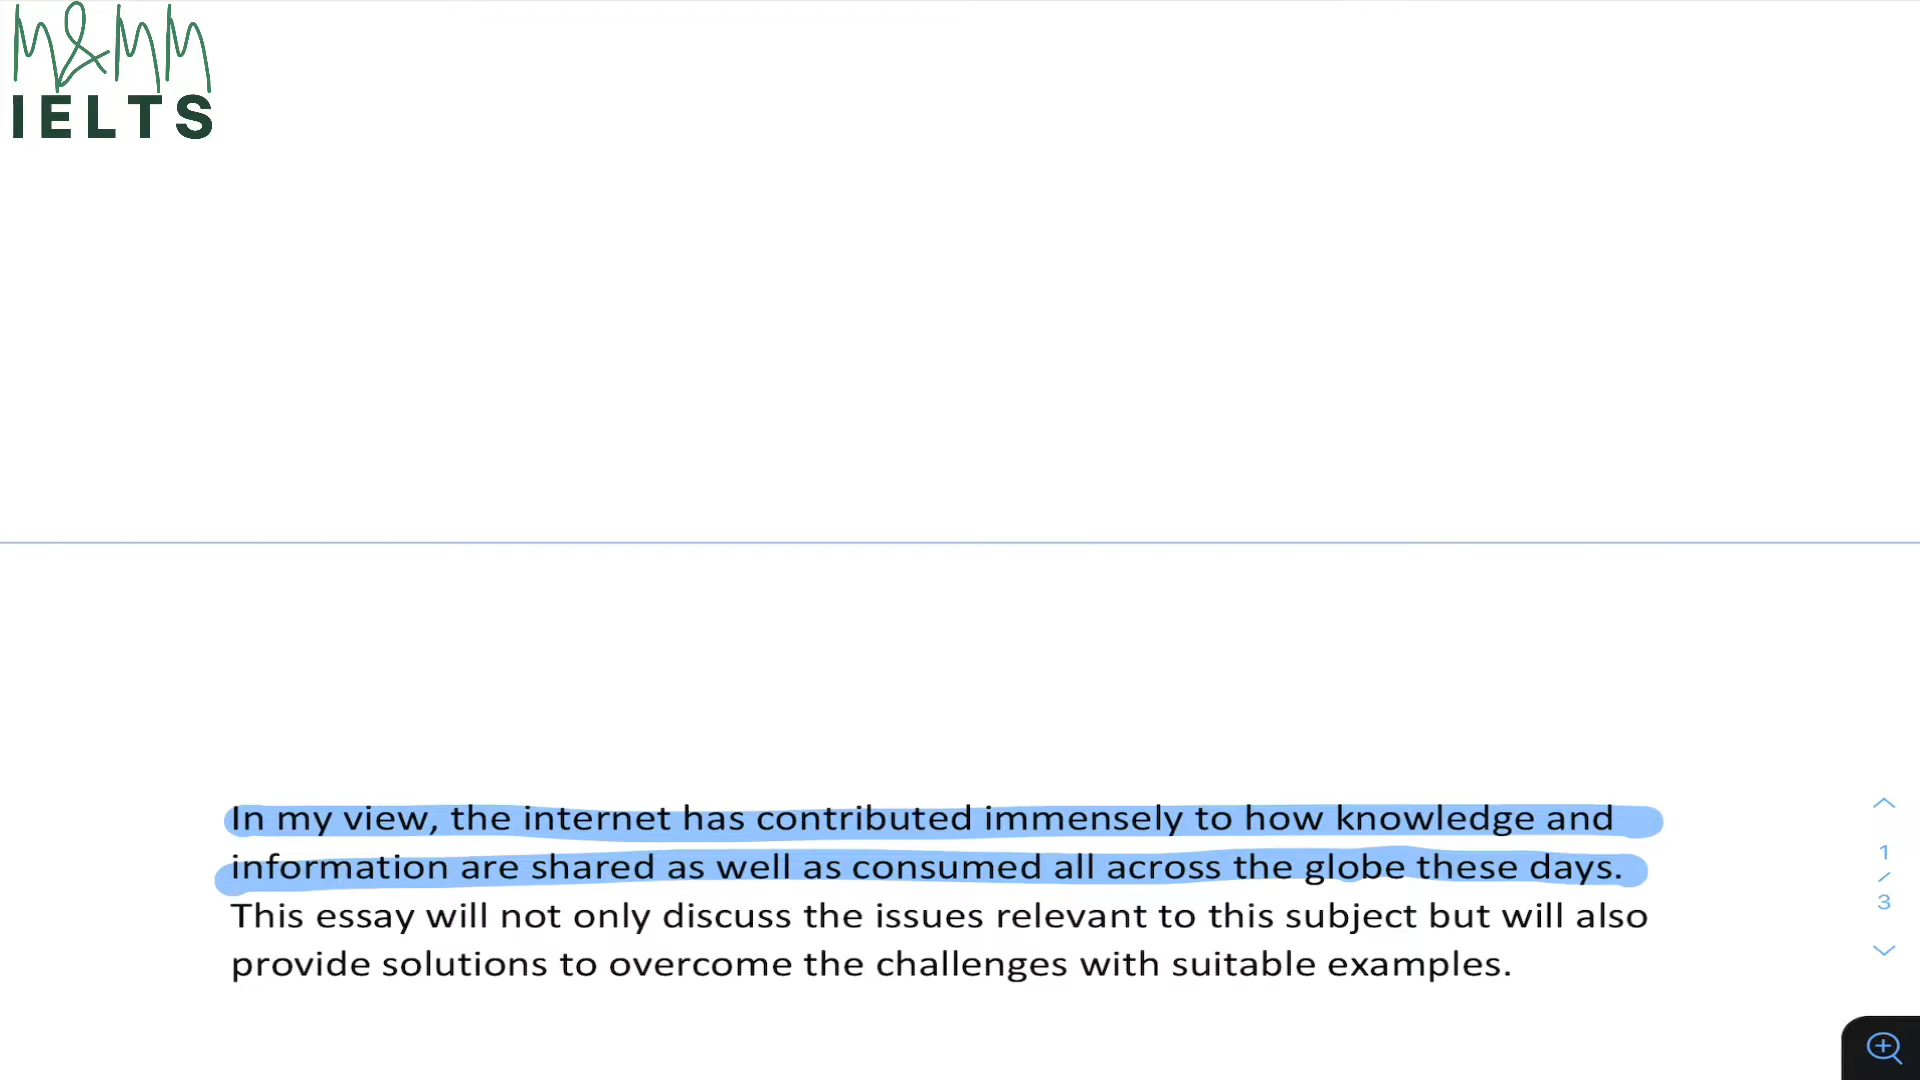 M&MM
IELTS
In my view, the internet has contributed immensely to how knowledge and
information are shared as well as consumed all across the globe these days.
This essay will not only discuss the issues relevant to this subject but will also
provide solutions to overcome the challenges with suitable examples.
1
/
3